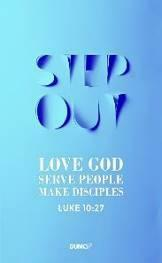 STEP
OUT
LOVE GOD
SERVE PEOPLE
MAKE DISCIPLES
LUKE 10:27